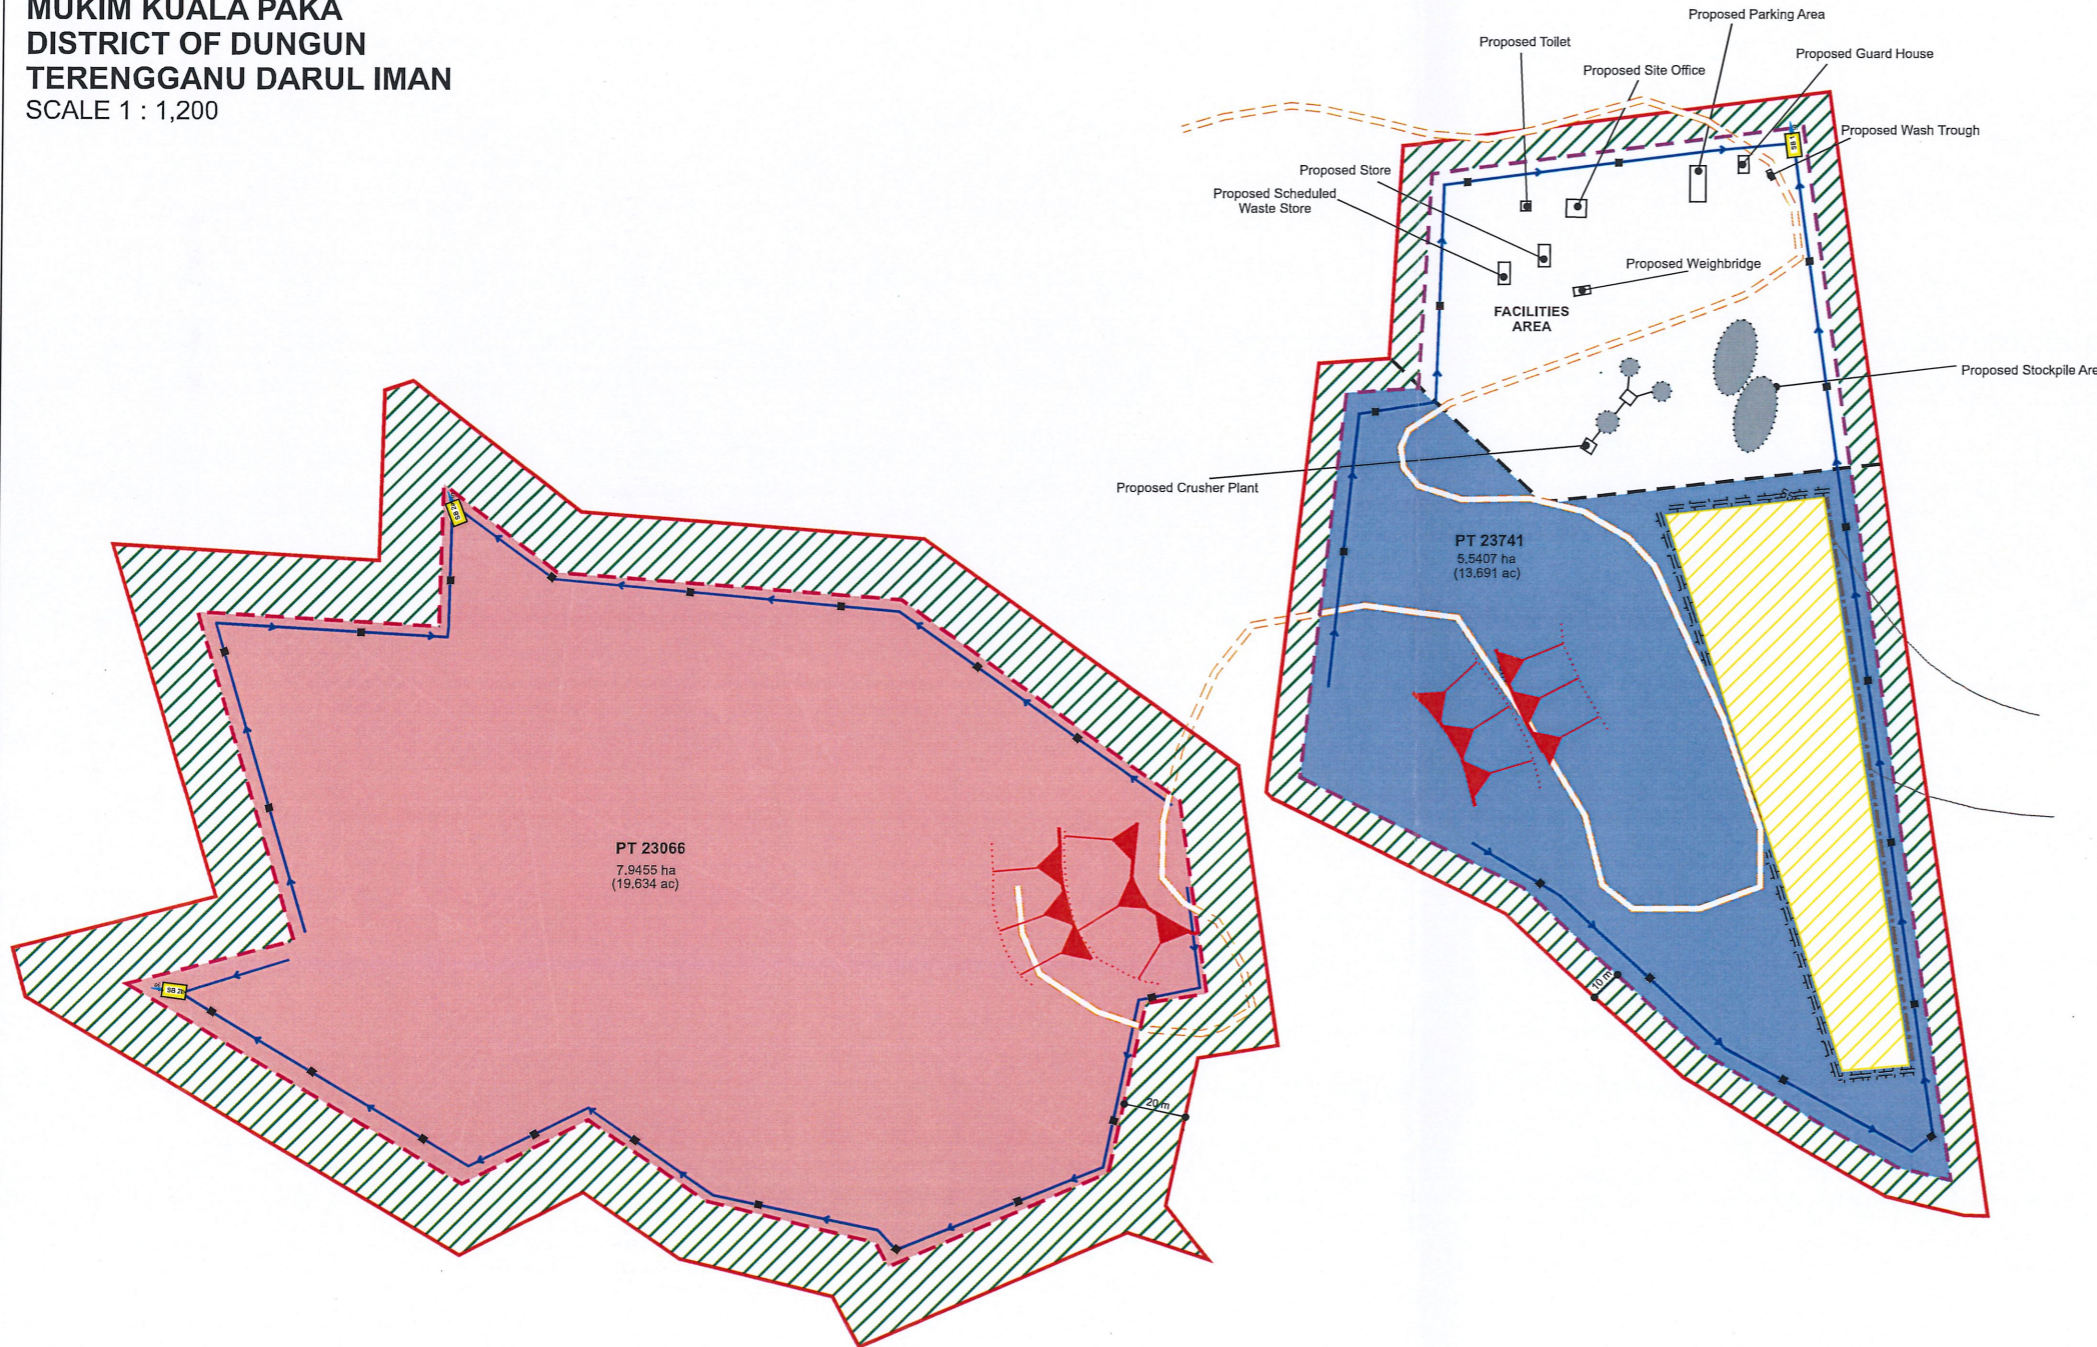 MUKIM KUALA PAKA
DISTRICT OF DUNGUN
TERENGGANU DARUL IMAN
SCALE 1 : 1,200
Proposed Parking Area
Proposed Toilet
Proposed Guard House
Proposed Site Office
Proposed Wash Trough
Proposed Store
Proposed Scheduled
Waste Store
Proposed Weighbridge
FACILITIES
AREA
Proposed Stockpile Are
Proposed Crusher Plant
PT 23741
5.5407 ha
(13.691 ac)
PT 23066
7.9455 ha
(19.634 ac)
10 m
SB 2b
20 m